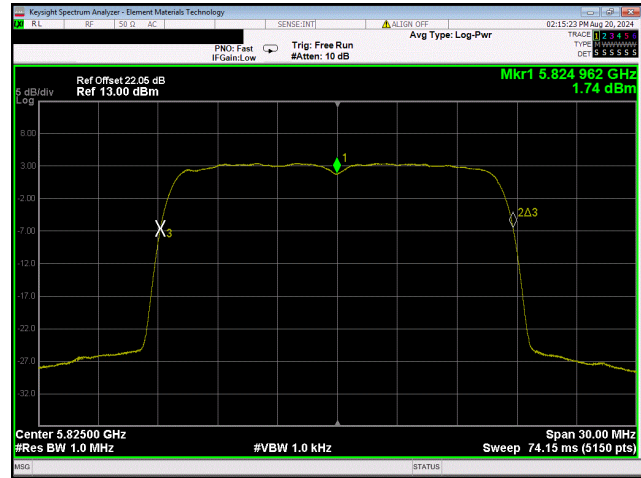 Keysight Spectrum Analyzer - Element Materials Technology
LXI RL RF 50 Ω AC SENSE:INT ALIGN OFF 02:15:23 PM Aug 20, 2024
Avg Type: Log-Pwr TRACE 1 2 3 4 5 6
PNO: Fast Trig: Free Run TYPE M WWWWW
IFGain:Low #Atten: 10 dB DET S S S S S S
Mkr1 5.824 962 GHz
1.74 dBm
Ref Offset 22.05 dB
5 dB/div Ref 13.00 dBm
Log
8.00
1
3.00
-2.00
2Δ3
-7.00
3
-12.0
-17.0
-22.0
-27.0
-32.0
Center 5.82500 GHz Span 30.00 MHz
#Res BW 1.0 MHz #VBW 1.0 kHz Sweep 74.15 ms (5150 pts)
MSG STATUS